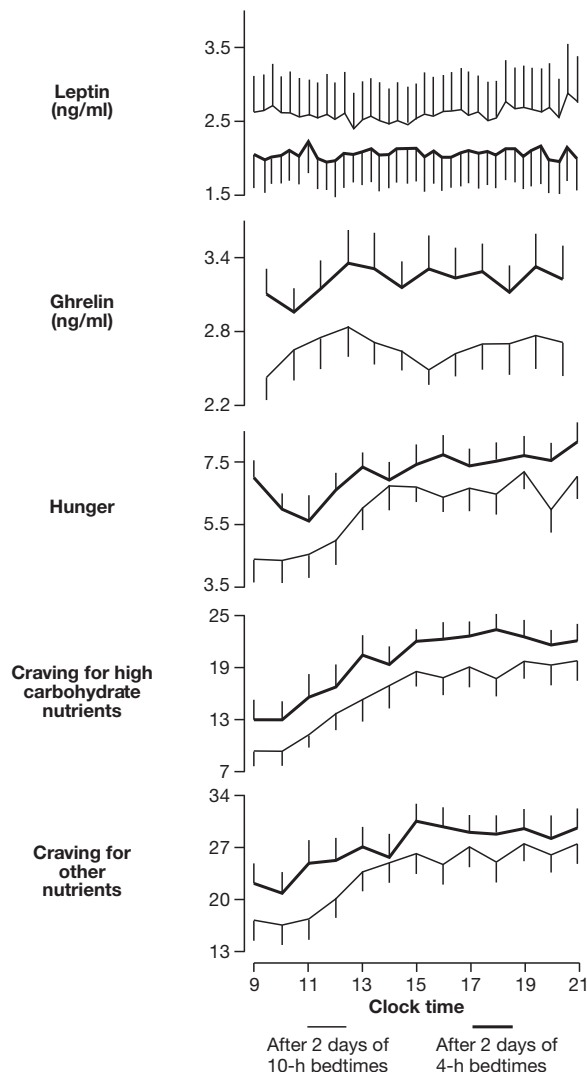 3.5
Leptin
(ng/ml)
2.5
1.5
3.4
Ghrelin
(ng/ml)
2.8
2.2
7.5
Hunger
5.5
3.5
25
Craving for high
carbohydrate
nutrients
19
13
7
34
Craving for
other
nutrients
27
20
13
9 11 13 15 17 19 21
Clock time
After 2 days of
10-h bedtimes
After 2 days of
4-h bedtimes